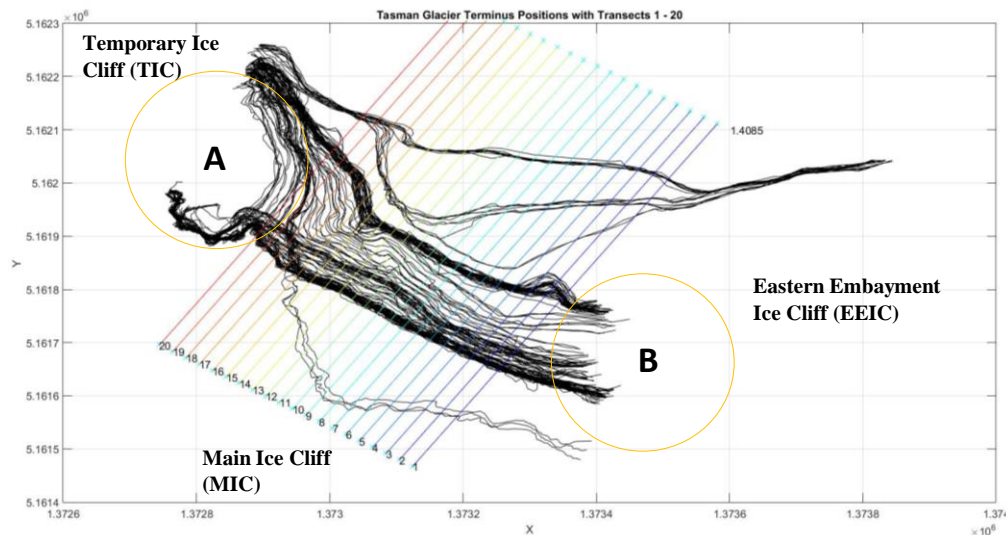 Tasman Glacier Terminus Positions with Transects 1 - 20
5.1623 × 10⁶
Temporary Ice
Cliff (TIC)
5.1622
5.1621
1.4085
A
5.162
Y
5.1619
5.1618
Eastern Embayment
Ice Cliff (EEIC)
5.1617
B
20 19 18 17 16 15 14 13 12 11 10 9 8 7 6 5 4 3 2 1
5.1616
5.1615
Main Ice Cliff
(MIC)
5.1614
1.3726 1.3728 1.373 1.3732 1.3734 1.3736 1.3738 1.374
X
× 10⁶